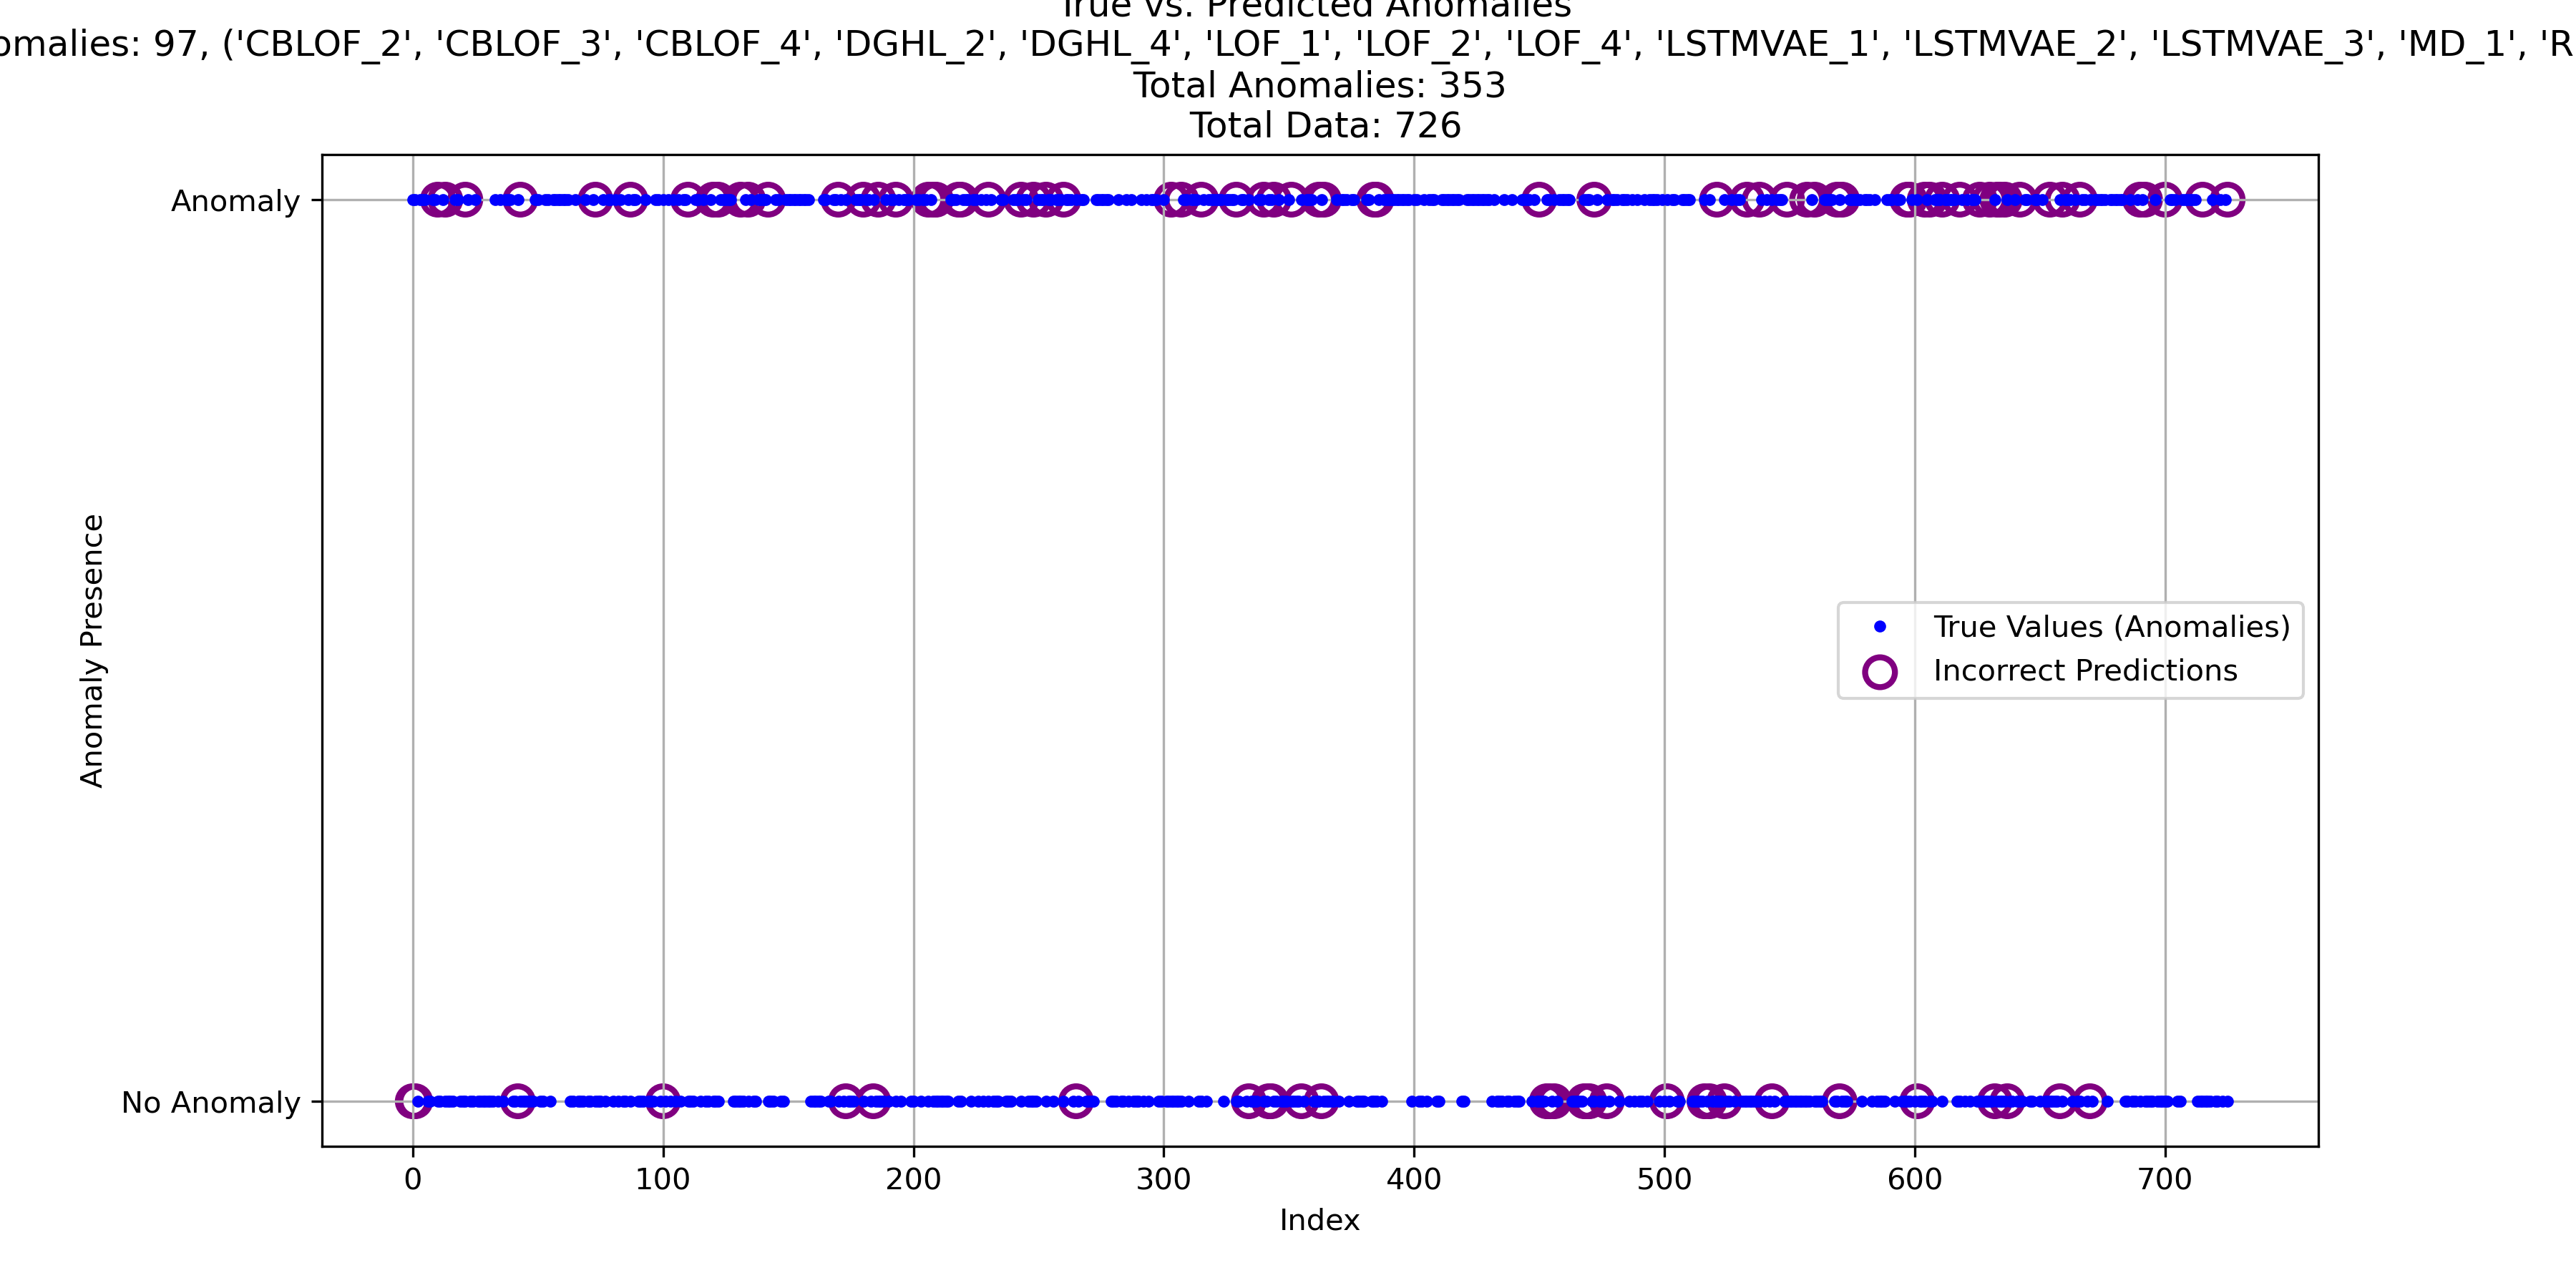 True vs. Predicted Anomalies
omalies: 97, ('CBLOF_2', 'CBLOF_3', 'CBLOF_4', 'DGHL_2', 'DGHL_4', 'LOF_1', 'LOF_2', 'LOF_4', 'LSTMVAE_1', 'LSTMVAE_2', 'LSTMVAE_3', 'MD_1', 'R
Total Anomalies: 353
Total Data: 726
Anomaly
Anomaly Presence
True Values (Anomalies)
Incorrect Predictions
No Anomaly
0 100 200 300 400 500 600 700
Index